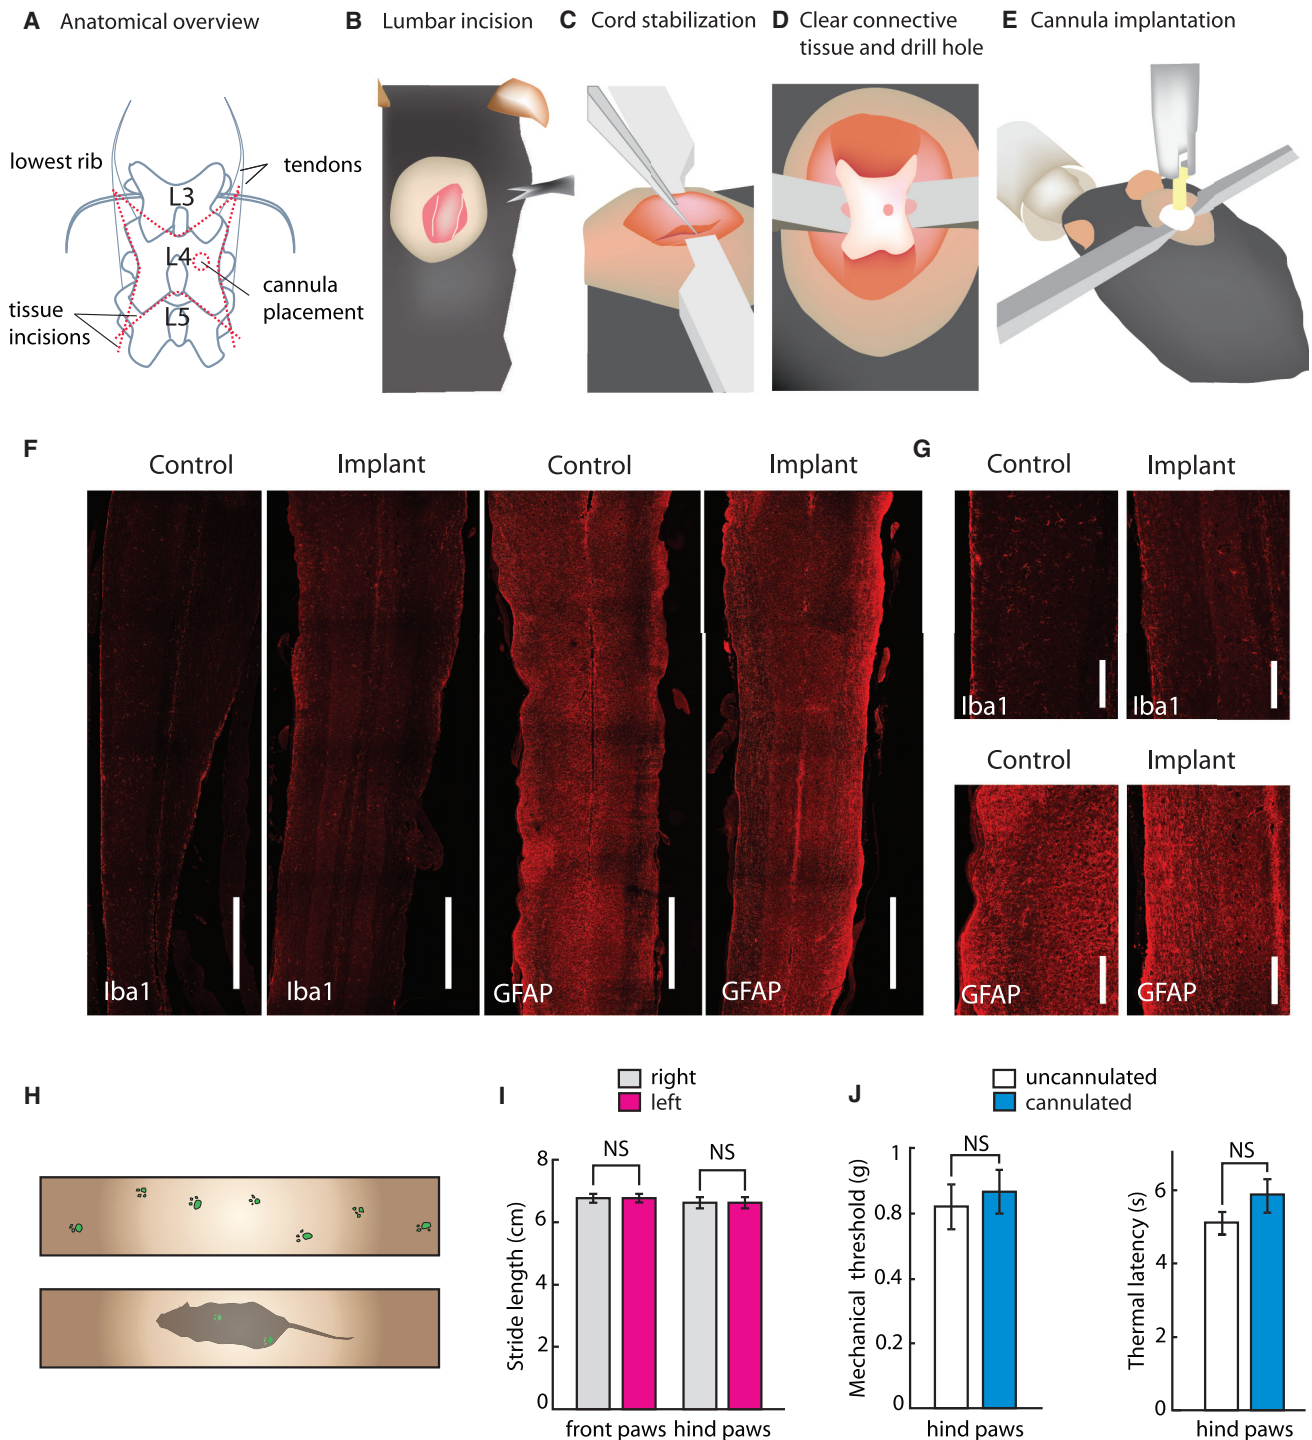 A Anatomical overview
B Lumbar incision
C Cord stabilization
D Clear connective
tissue and drill hole
E Cannula implantation
lowest rib
tendons
L3
L4
L5
cannula
placement
tissue
incisions
F
Control
Implant
Control
Implant
Iba1
Iba1
GFAP
GFAP
G
Control
Implant
Iba1
Iba1
Control
Implant
GFAP
GFAP
H
I
right
left
NS
NS
8
6
4
2
0
Stride length (cm)
front paws
hind paws
J
uncannulated
cannulated
NS
1
0.8
0.4
0.2
0
Mechanical threshold (g)
hind paws
NS
6
4
2
0
Thermal latency (s)
hind paws